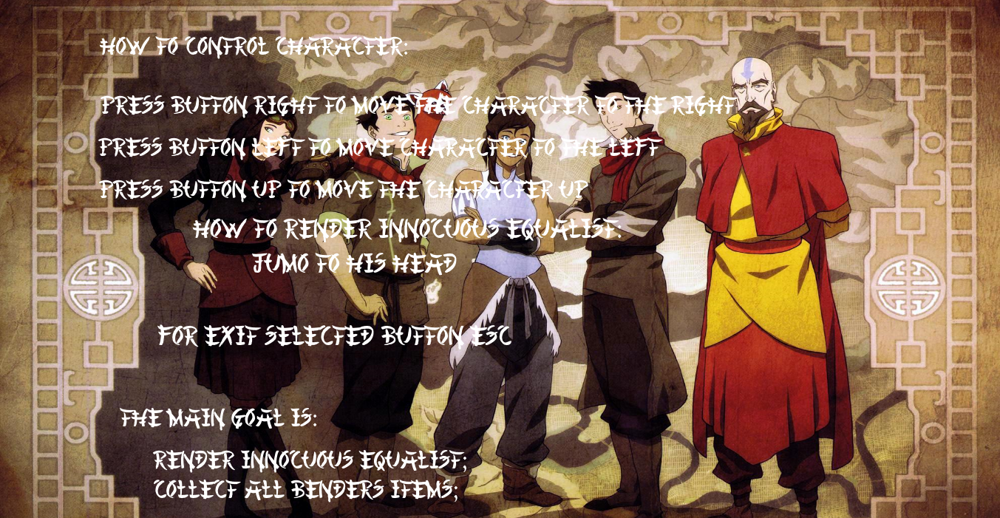 HOW TO CONTROL CHARACTER:
PRESS BUTTON RIGHT TO MOVE THE CHARACTER TO THE RIGHT
PRESS BUTTON LEFT TO MOVE CHARACTER TO THE LEFT
PRESS BUTTON UP TO MOVE THE CHARACTER UP
HOW TO RENDER INNOCUOUS EQUALIST:
JUMO TO HIS HEAD
FOR EXIT SELECTED BUTTON ESC
THE MAIN GOAL IS:
RENDER INNOCUOUS EQUALIST;
COLLECT ALL BENDERS ITEMS;